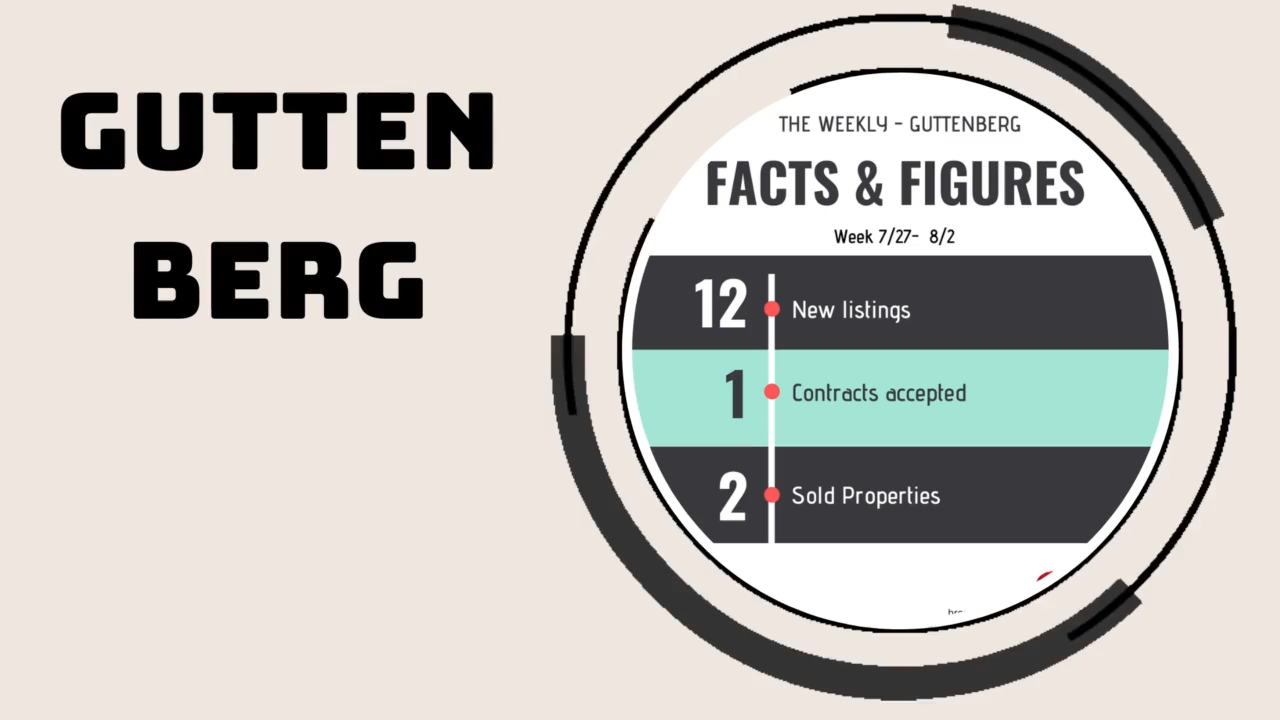 GUTTEN
BERG
THE WEEKLY - GUTTENBERG
FACTS & FIGURES
Week 7/27- 8/2
12 New listings
1 Contracts accepted
2 Sold Properties